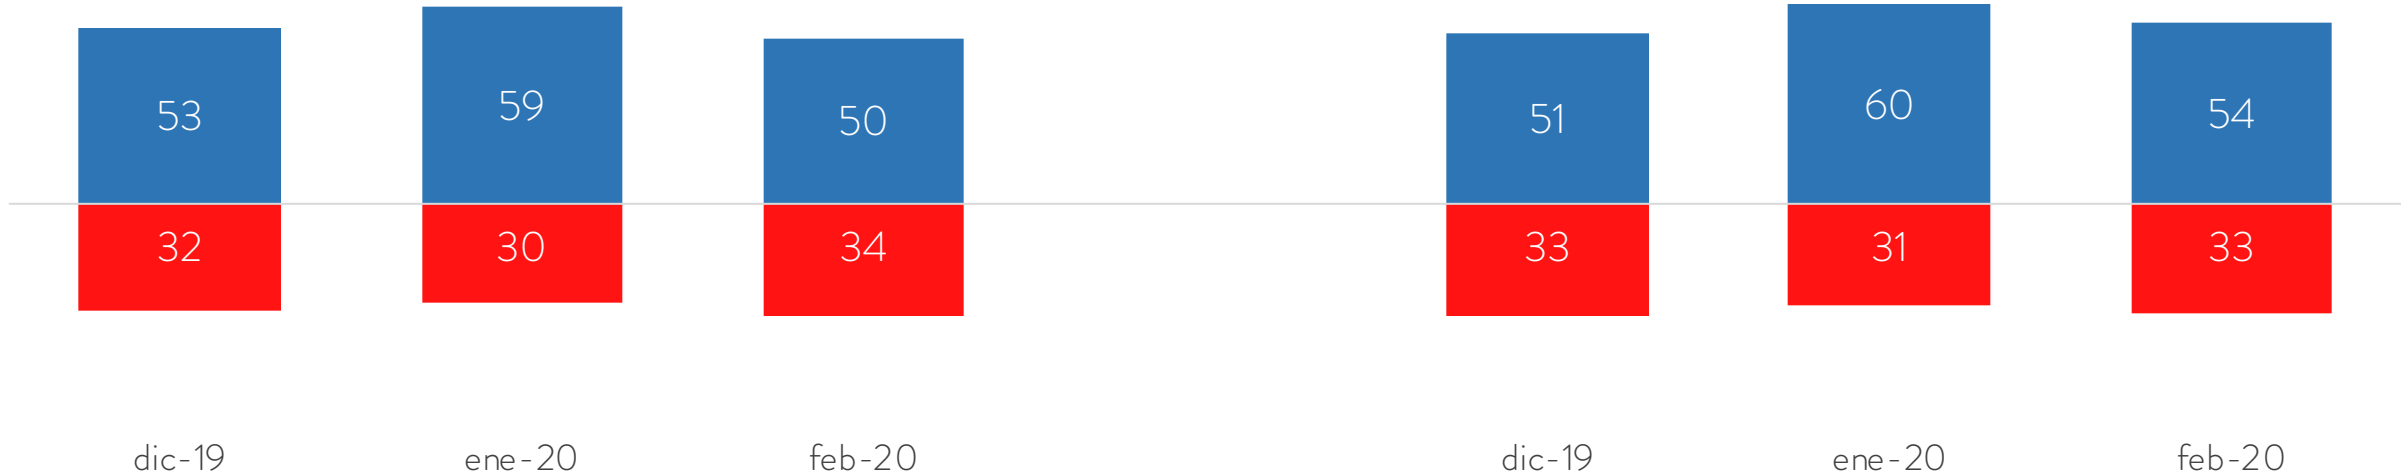 53 59 50 51 60 54
32 30 34 33 31 33
dic-19 ene-20 feb-20 dic-19 ene-20 feb-20